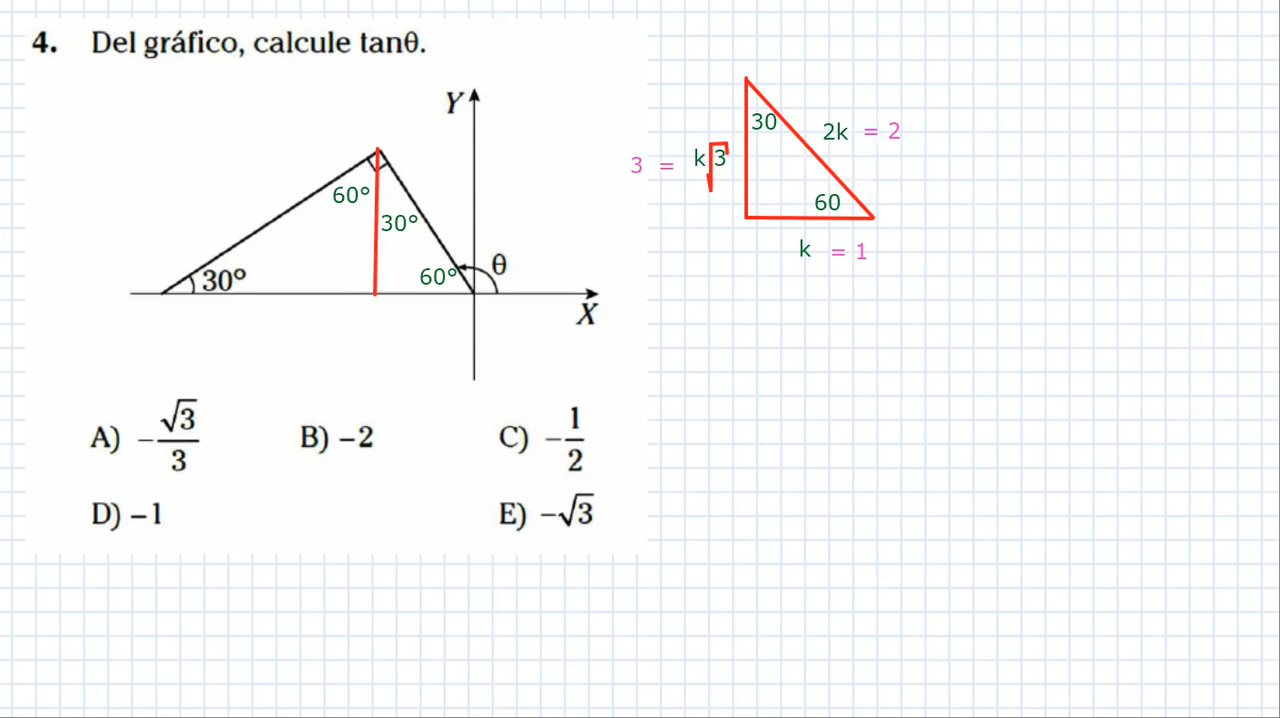 4. Del gráfico, calcule tanθ.
Y
60°
30°
30°
60°
θ
X
30
2k = 2
3 = k√3
60
k = 1
A) -√3/3 B) -2 C) -1/2
D) -1 E) -√3